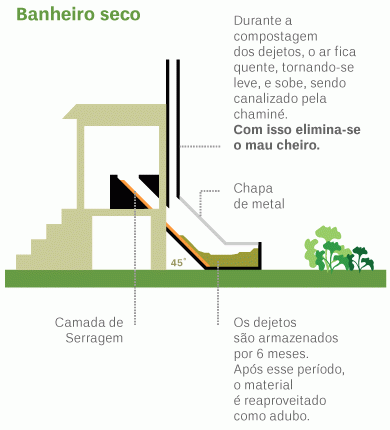 Banheiro seco
Durante a
compostagem
dos dejetos, o ar fica
quente, tornando-se
leve, e sobe, sendo
canalizado pela
chaminé.
Com isso elimina-se
o mau cheiro.
Chapa
de metal
45°
Camada de
Serragem
Os dejetos
são armazenados
por 6 meses.
Após esse período,
o material
é reaproveitado
como adubo.